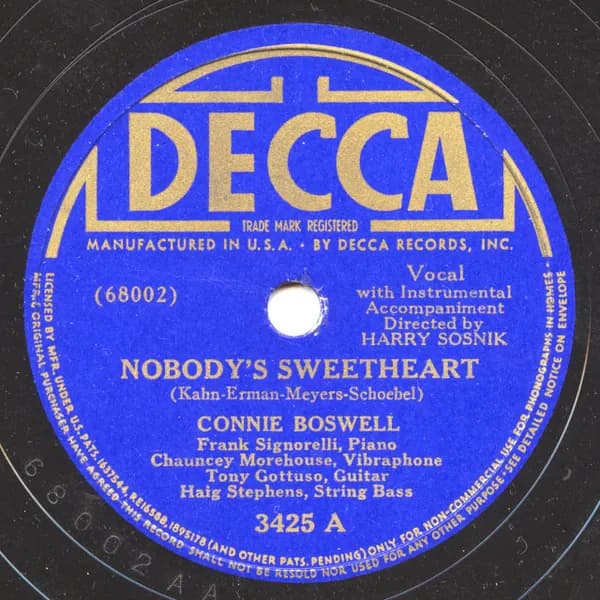 DECCA
TRADE MARK REGISTERED
MANUFACTURED IN U.S.A. • BY DECCA RECORDS, INC.
(68002)
Vocal
with Instrumental
Accompaniment
Directed by
HARRY SOSNIK
NOBODY'S SWEETHEART
(Kahn-Erman-Meyers-Schoebel)
CONNIE BOSWELL
Frank Signorelli, Piano
Chauncey Morehouse, Vibraphone
Tony Gottuso, Guitar
Haig Stephens, String Bass
3425 A
LICENSED BY MFR. UNDER U.S. PATS. 1637544, RE16588, 1895178 (AND OTHER PATS. PENDING) ONLY FOR NON-COMMERCIAL USE FOR PHONOGRAPHS IN HOMES.
MFR. & ORIGINAL PURCHASER HAVE AGREED THIS RECORD SHALL NOT BE RESOLD NOR USED FOR ANY OTHER PURPOSE. SEE DETAILED NOTICE ON ENVELOPE
68002 AA